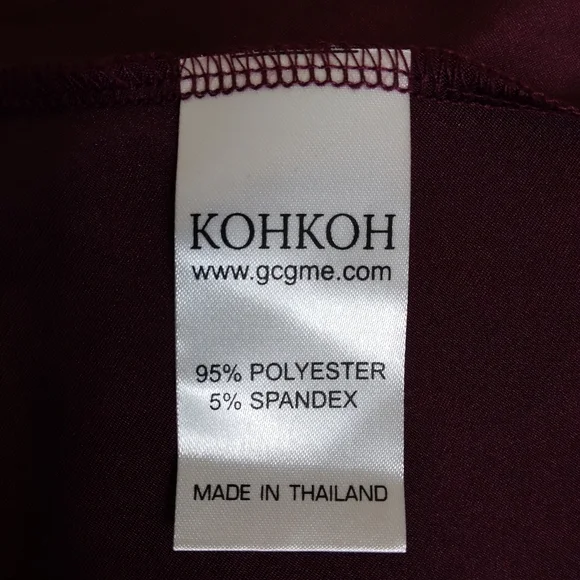 KOHKOH
www.gcgme.com
95% POLYESTER
5% SPANDEX
MADE IN THAILAND